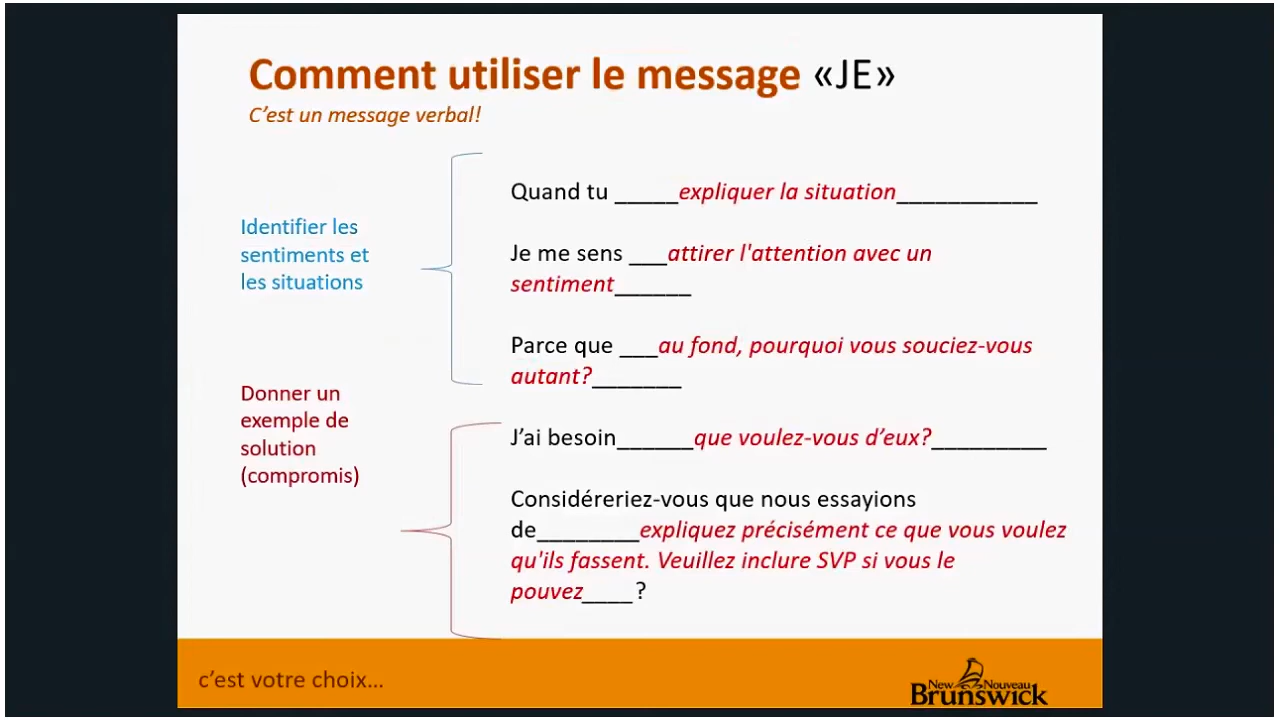 Comment utiliser le message «JE»
C’est un message verbal!
Identifier les
sentiments et
les situations
Quand tu _____expliquer la situation___________
Je me sens ___attirer l'attention avec un
sentiment______
Parce que ___au fond, pourquoi vous souciez-vous
autant?_______
Donner un
exemple de
solution
(compromis)
J’ai besoin______que voulez-vous d’eux?_________
Considéreriez-vous que nous essayions
de________expliquez précisément ce que vous voulez
qu'ils fassent. Veuillez inclure SVP si vous le
pouvez____?
c’est votre choix…
New Nouveau
Brunswick